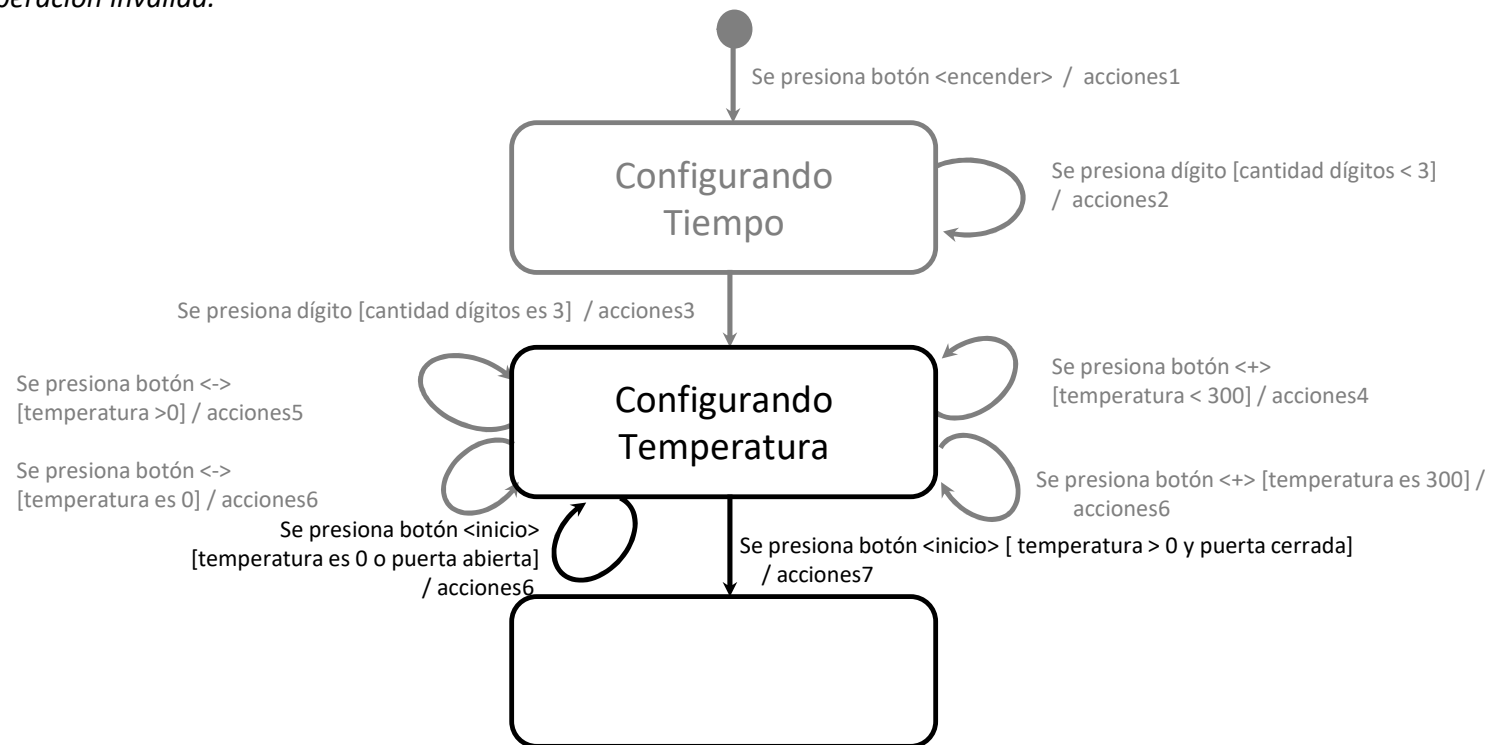 Se presiona botón <encender> / acciones1
Configurando
Tiempo
Se presiona dígito [cantidad dígitos < 3]
/ acciones2
Se presiona dígito [cantidad dígitos es 3] / acciones3
Se presiona botón <->
[temperatura >0] / acciones5
Configurando
Temperatura
Se presiona botón <+>
[temperatura < 300] / acciones4
Se presiona botón <->
[temperatura es 0] / acciones6
Se presiona botón <+> [temperatura es 300] /
acciones6
Se presiona botón <inicio>
[temperatura es 0 o puerta abierta]
/ acciones6
Se presiona botón <inicio> [ temperatura > 0 y puerta cerrada]
/ acciones7